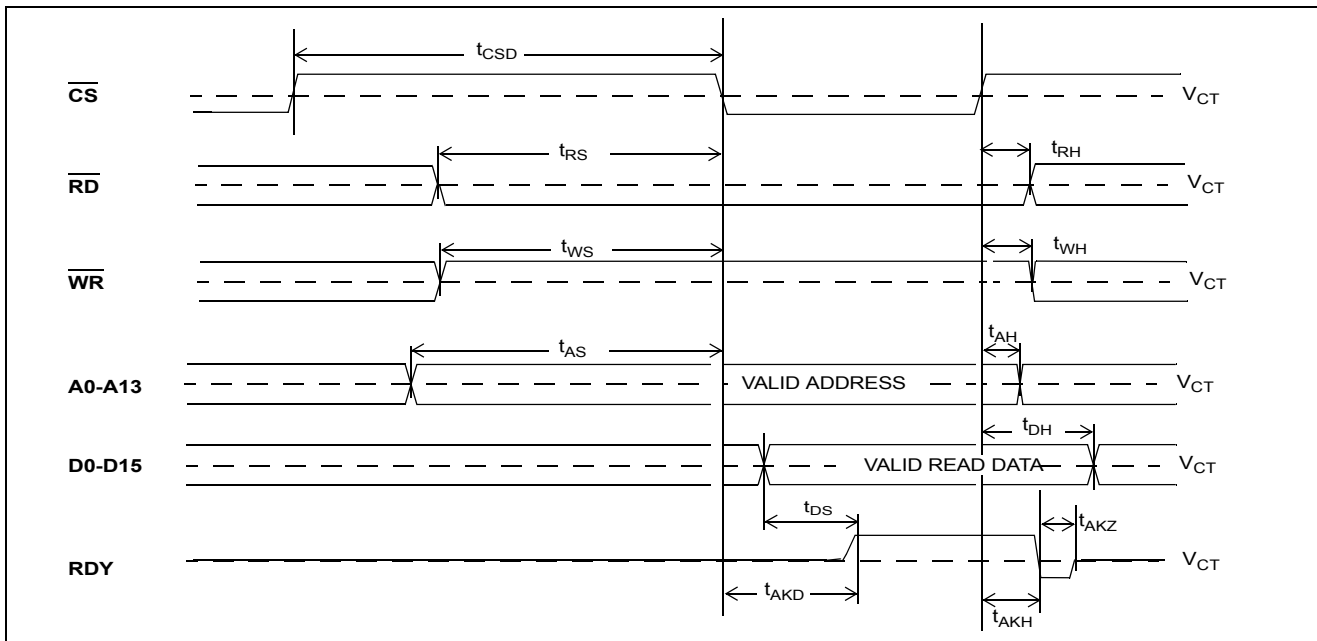 tCSD
CS
VCT
tRS
tRH
RD
VCT
tWS
tWH
WR
VCT
tAS
tAH
A0-A13
VALID ADDRESS
VCT
tDH
D0-D15
VALID READ DATA
VCT
tDS
tAKZ
RDY
VCT
tAKD
tAKH